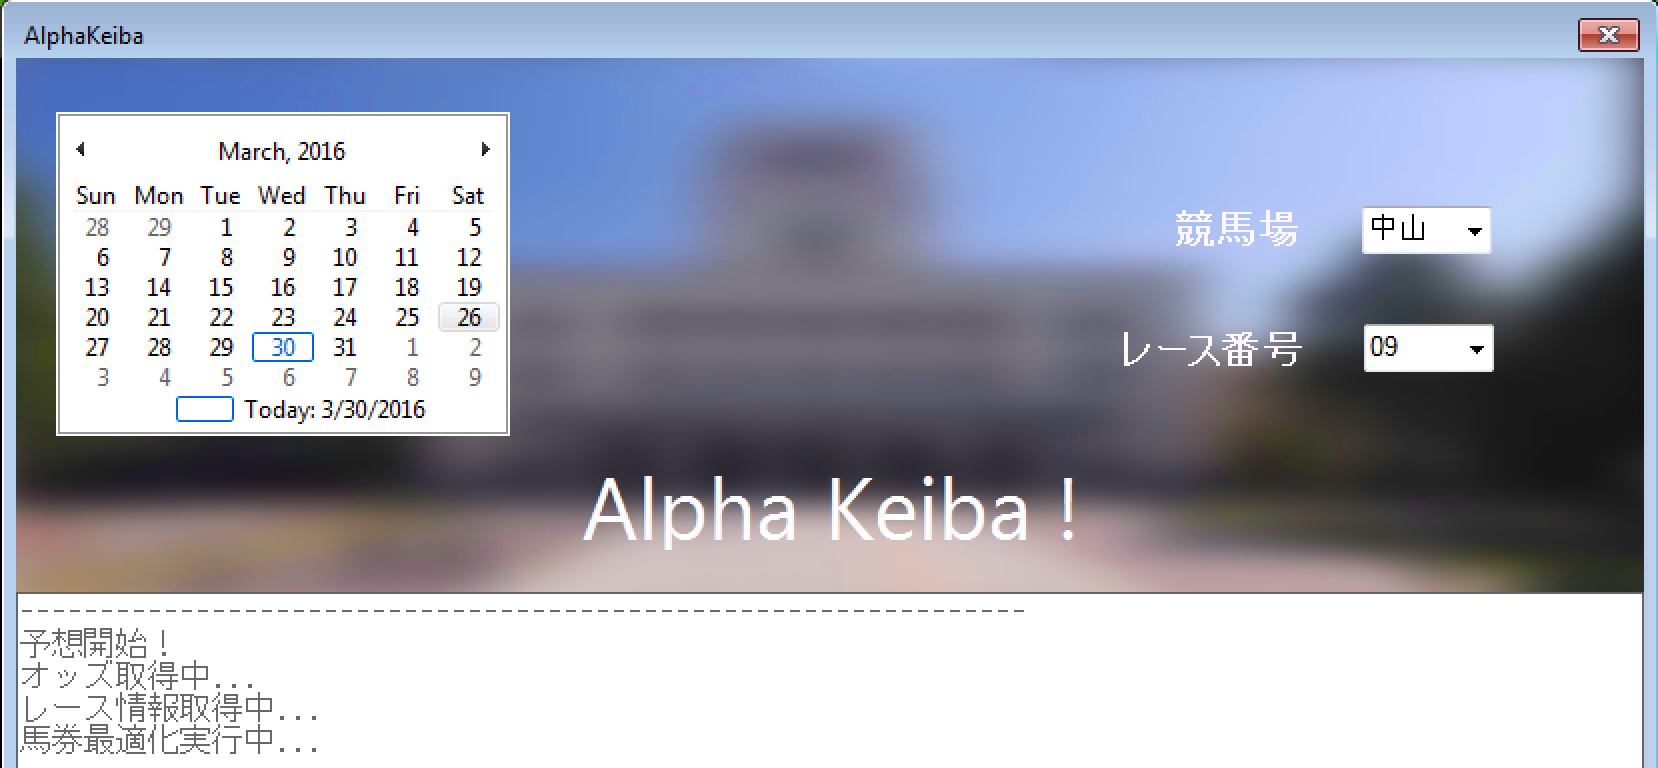 AlphaKeiba
March, 2016
Sun Mon Tue Wed Thu Fri Sat
28 29 1 2 3 4 5
6 7 8 9 10 11 12
13 14 15 16 17 18 19
20 21 22 23 24 25 26
27 28 29 30 31 1 2
3 4 5 6 7 8 9
Today: 3/30/2016
競馬場 中山
レース番号 09
Alpha Keiba !
---------------------------------------------------------------
予想開始！
オッズ取得中...
レース情報取得中...
馬券最適化実行中...